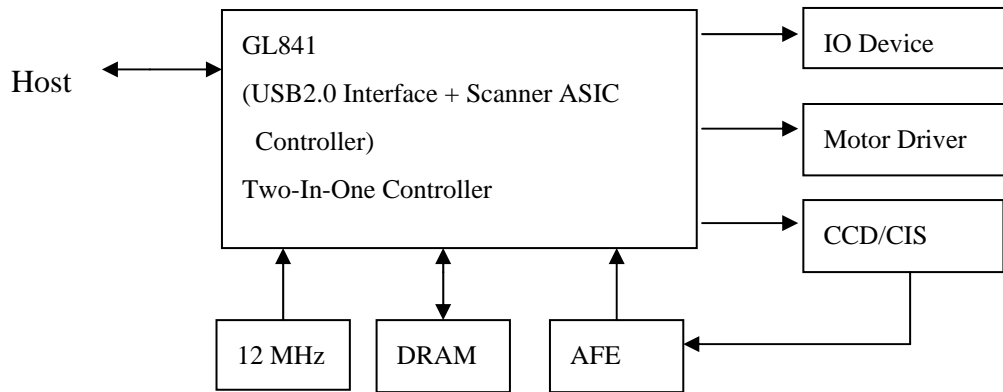 Host
GL841
(USB2.0 Interface + Scanner ASIC
Controller)
Two-In-One Controller
IO Device
Motor Driver
CCD/CIS
12 MHz
DRAM
AFE